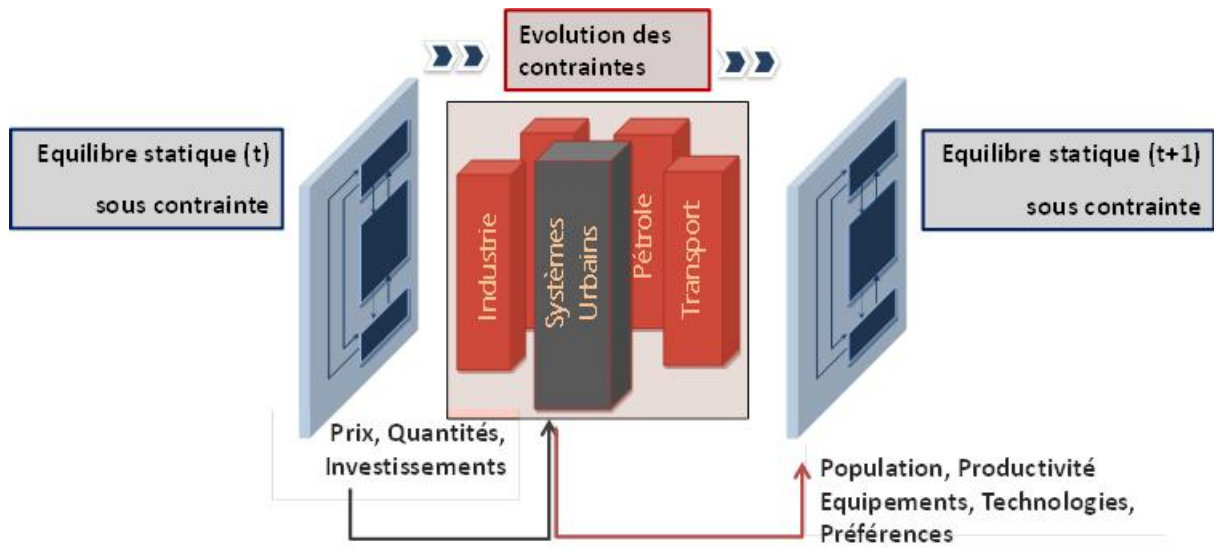 Evolution des
contraintes
Equilibre statique (t)
sous contrainte
Equilibre statique (t+1)
sous contrainte
Industrie
Systèmes
Urbains
Pétrole
Transport
Prix, Quantités,
Investissements
Population, Productivité
Equipements, Technologies,
Préférences